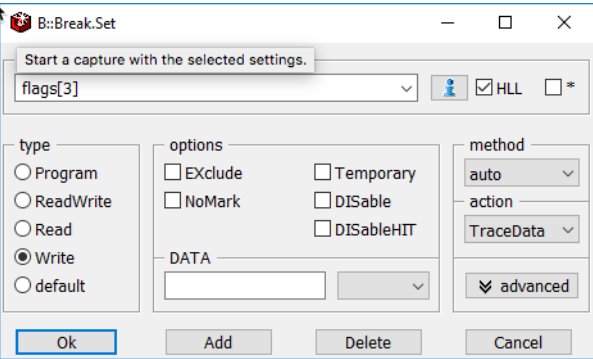 B::Break.Set
Start a capture with the selected settings.
flags[3]
HLL
*
type
Program
ReadWrite
Read
Write
default
options
EXclude
NoMark
Temporary
DISable
DISableHIT
DATA
method
auto
action
TraceData
advanced
Ok
Add
Delete
Cancel